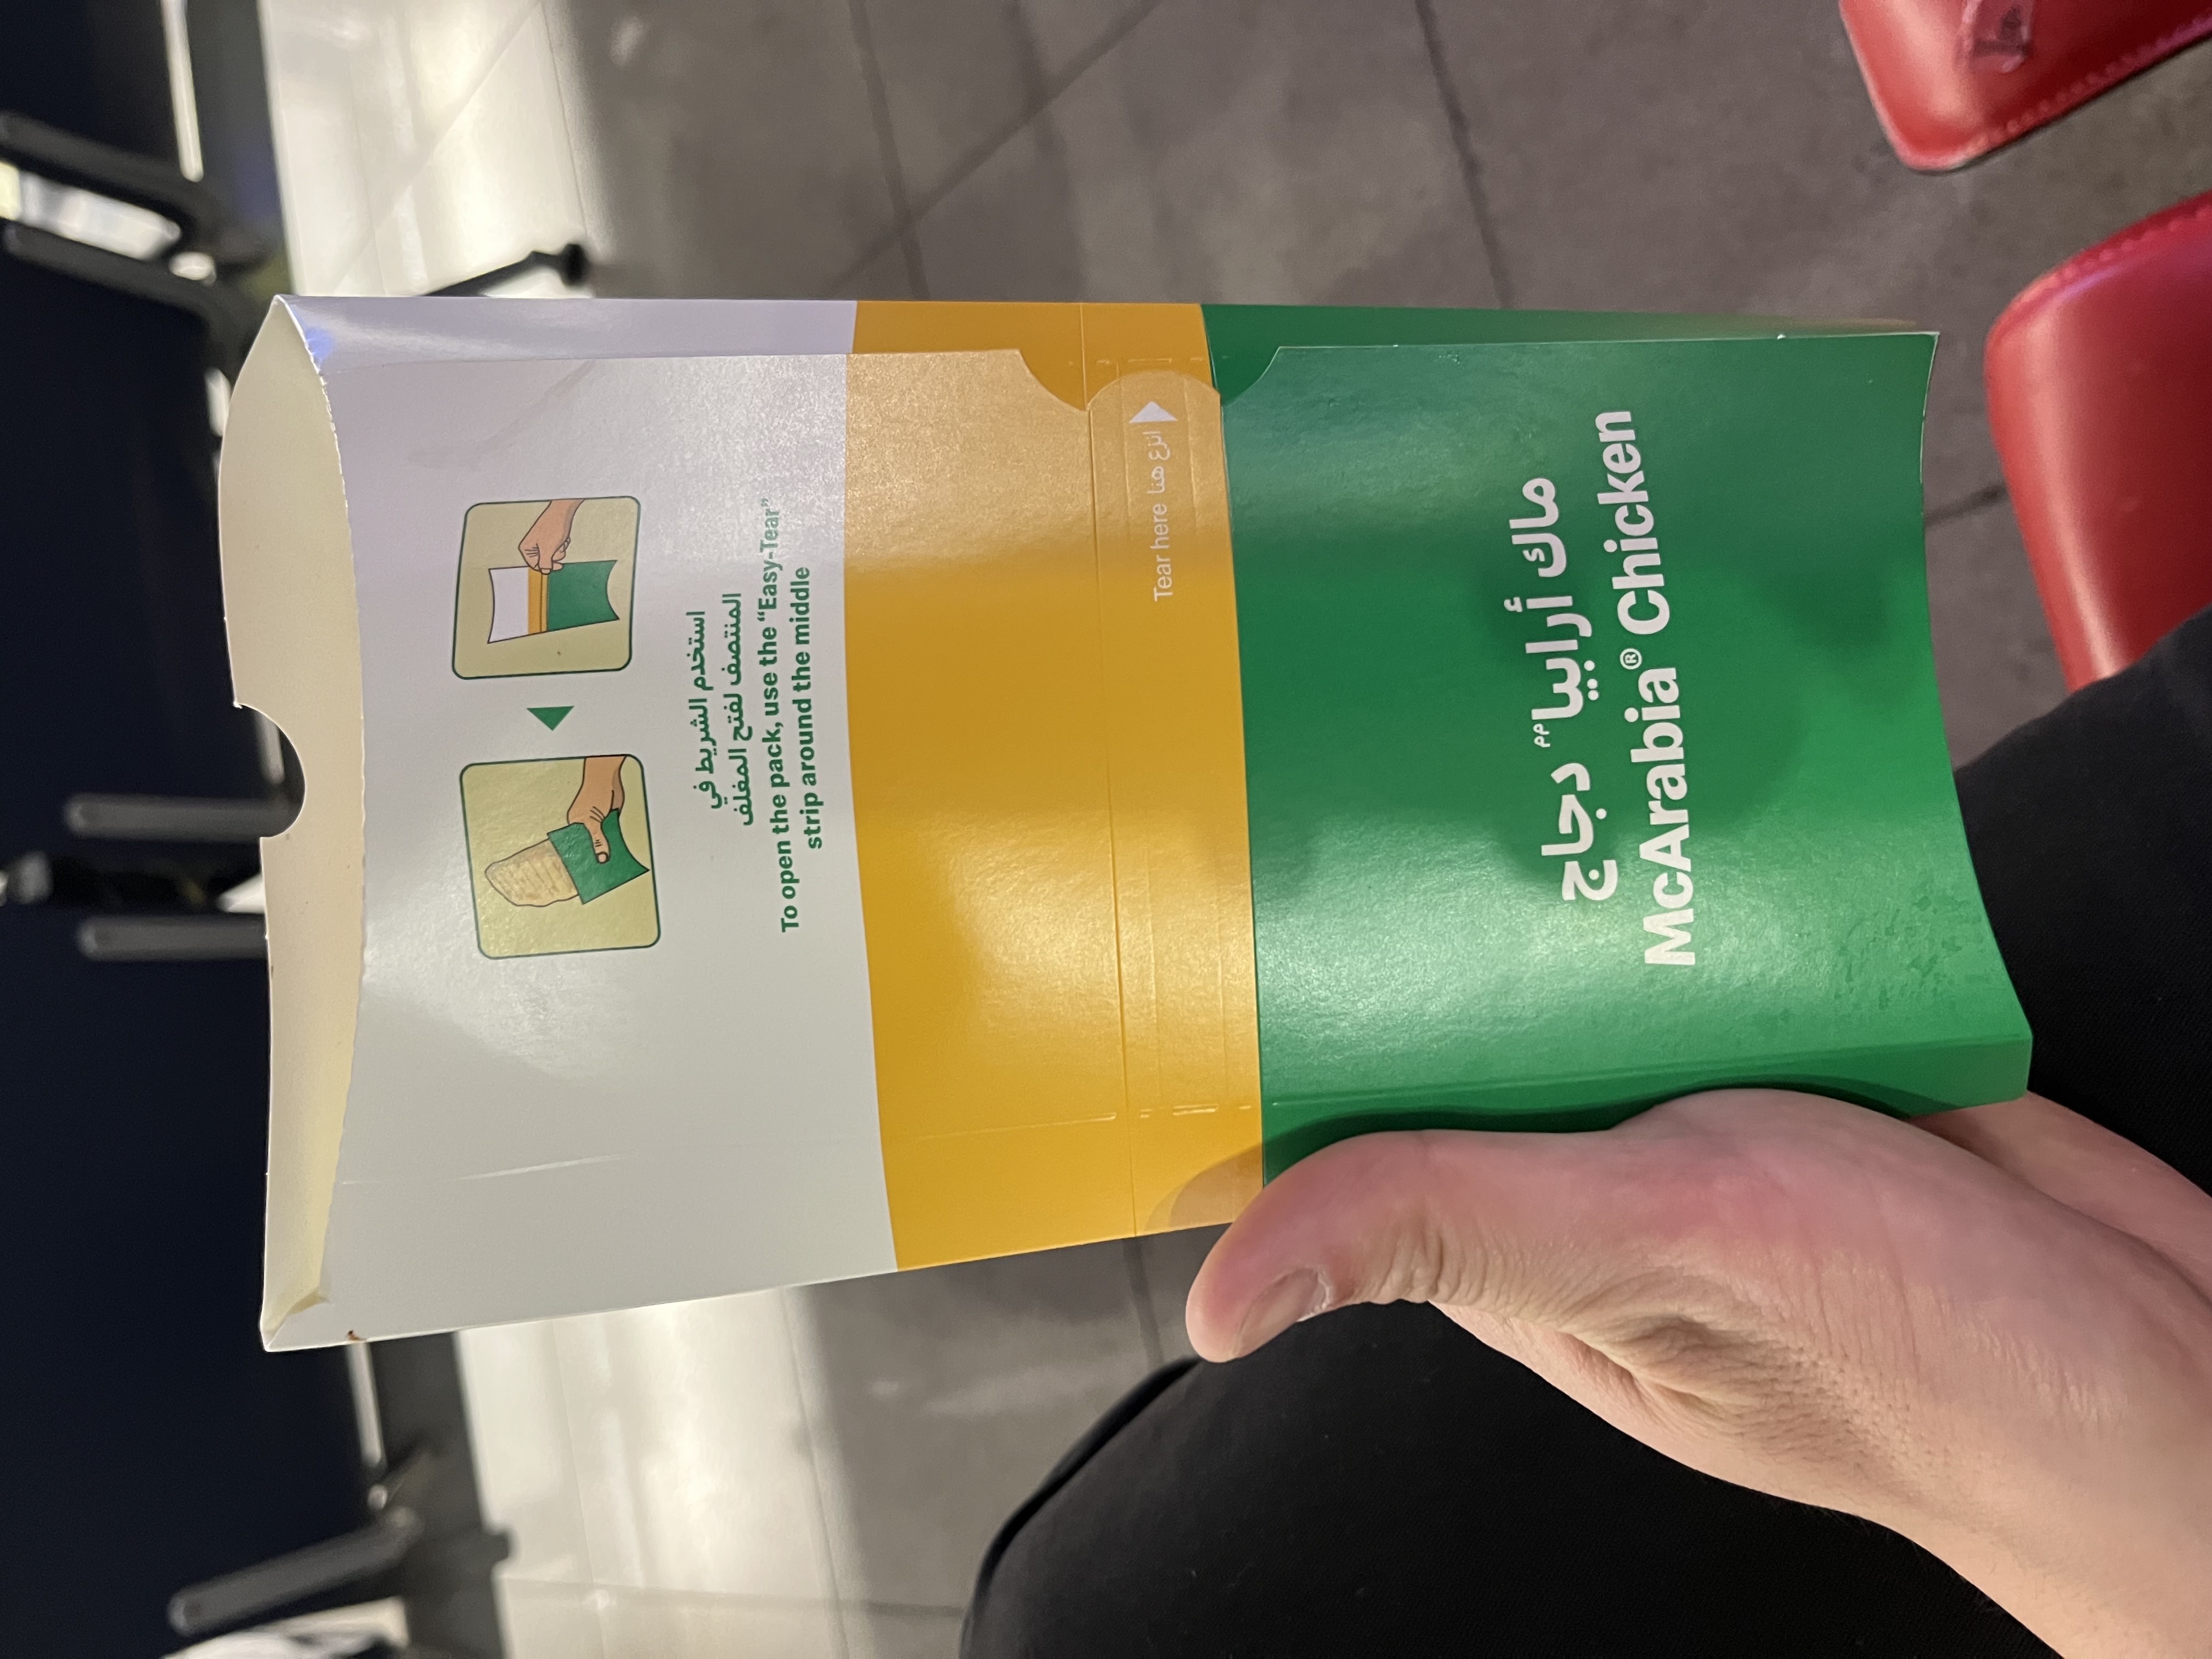 استخدم الشريط في
المنتصف لفتح المغلف
To open the pack, use the “Easy-Tear”
strip around the middle
Tear here انزع هنا
ماك أرابيا™ دجاج
McArabia® Chicken